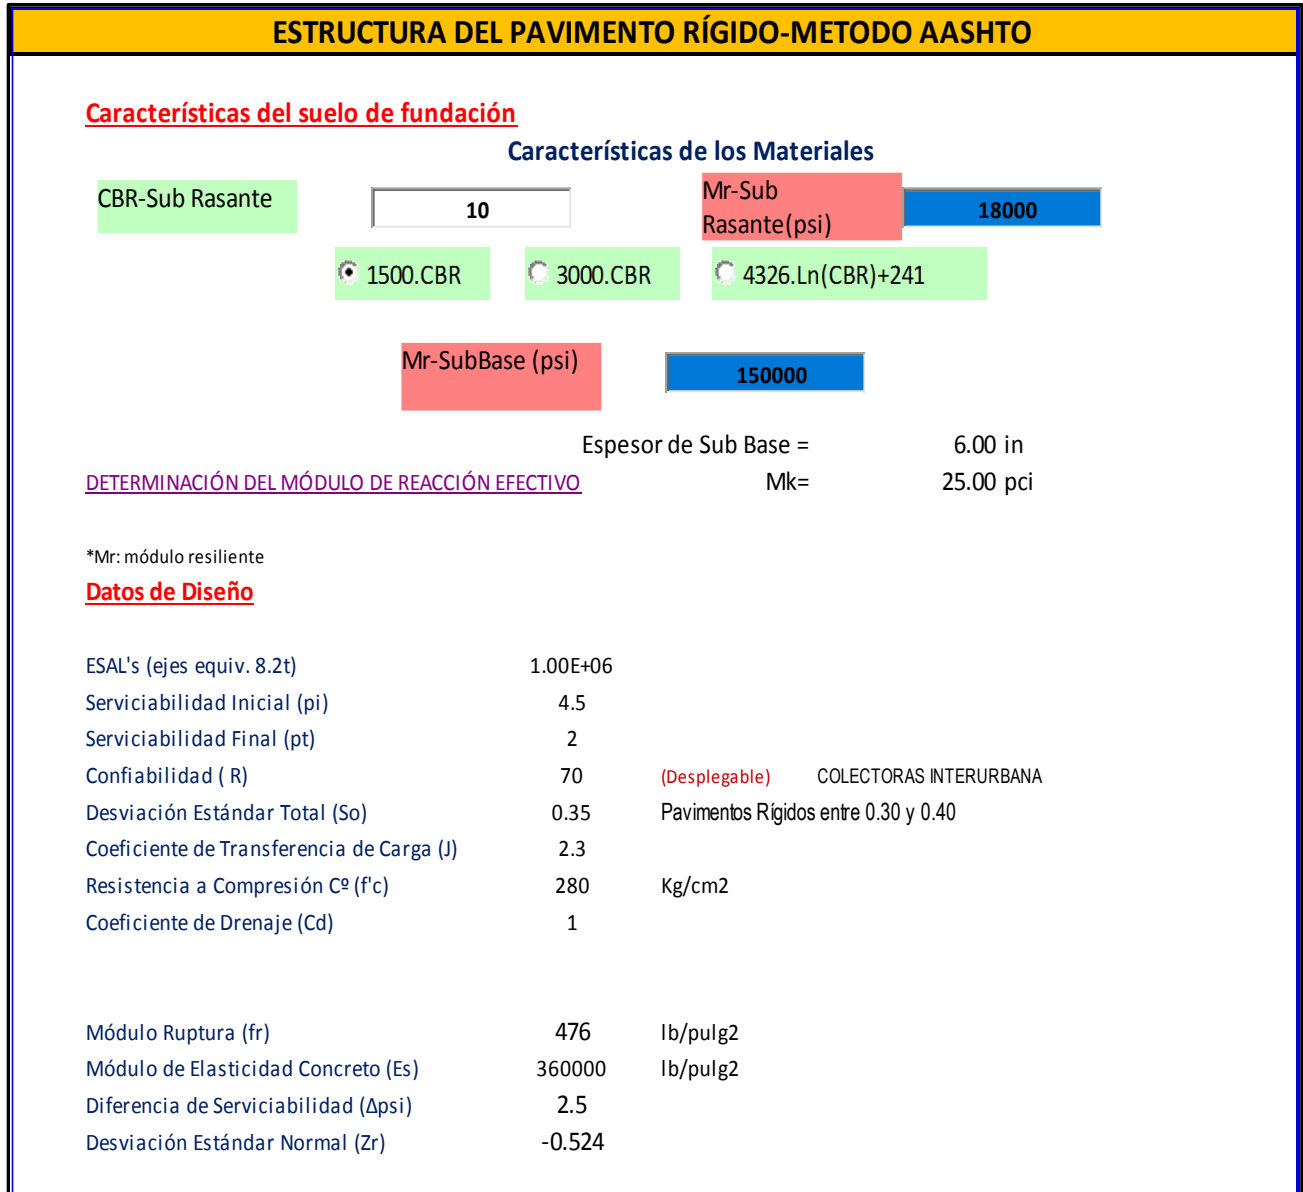 ESTRUCTURA DEL PAVIMENTO RÍGIDO-METODO AASHTO
Características del suelo de fundación
Características de los Materiales
CBR-Sub Rasante 10 Mr-Sub Rasante(psi) 18000
1500.CBR 3000.CBR 4326.Ln(CBR)+241
Mr-SubBase (psi) 150000
Espesor de Sub Base = 6.00 in
DETERMINACIÓN DEL MÓDULO DE REACCIÓN EFECTIVO Mk= 25.00 pci
*Mr: módulo resiliente
Datos de Diseño
ESAL's (ejes equiv. 8.2t) 1.00E+06
Serviciabilidad Inicial (pi) 4.5
Serviciabilidad Final (pt) 2
Confiabilidad ( R) 70 (Desplegable) COLECTORAS INTERURBANA
Desviación Estándar Total (So) 0.35 Pavimentos Rígidos entre 0.30 y 0.40
Coeficiente de Transferencia de Carga (J) 2.3
Resistencia a Compresión Cº (f'c) 280 Kg/cm2
Coeficiente de Drenaje (Cd) 1
Módulo Ruptura (fr) 476 lb/pulg2
Módulo de Elasticidad Concreto (Es) 360000 lb/pulg2
Diferencia de Serviciabilidad (Δpsi) 2.5
Desviación Estándar Normal (Zr) -0.524